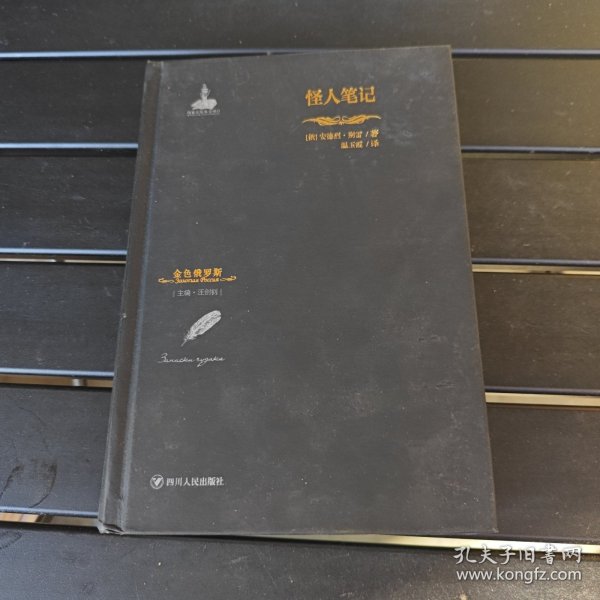 怪人笔记
[俄] 安德烈·别雷 / 著
温玉霞 / 译
金色俄罗斯
Золотая Россия
| 主编·汪剑钊 |
Записки чудака
四川人民出版社
孔夫子旧书网
www.kongfz.com